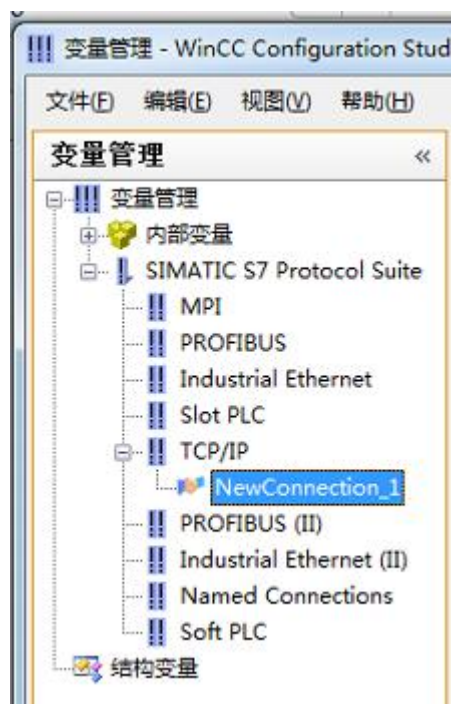 变量管理 - WinCC Configuration Stud
文件(F) 编辑(E) 视图(V) 帮助(H)
变量管理 «
变量管理
内部变量
SIMATIC S7 Protocol Suite
MPI
PROFIBUS
Industrial Ethernet
Slot PLC
TCP/IP
NewConnection_1
PROFIBUS (II)
Industrial Ethernet (II)
Named Connections
Soft PLC
结构变量